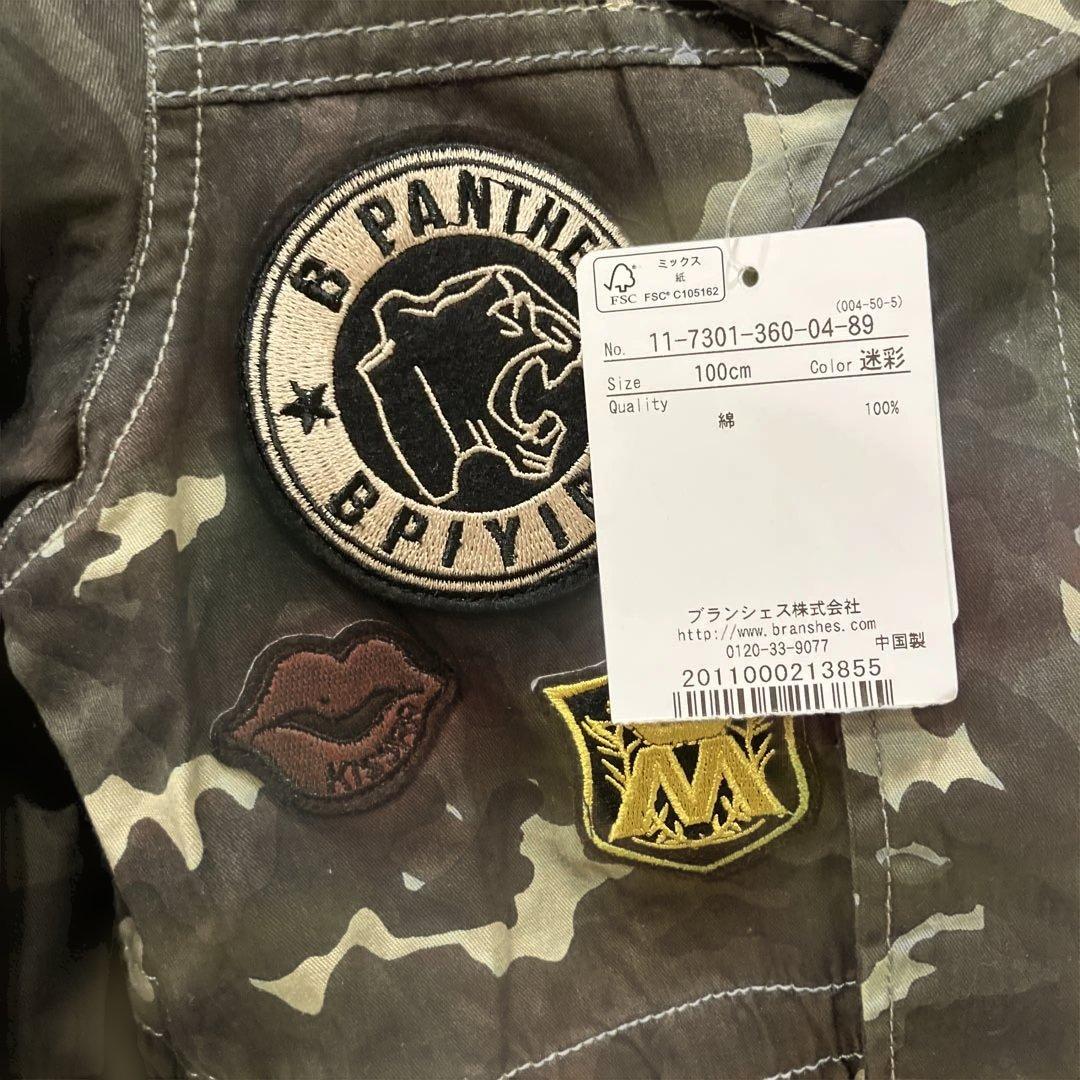 B PANTHE
BPIYI
KISS
M
ミックス
紙
FSC
FSC® C105162
(004-50-5)
No. 11-7301-360-04-89
Size 100cm Color 迷彩
Quality 綿 100%
ブランシェス株式会社
http://www.branshes.com
0120-33-9077 中国製
2011000213855